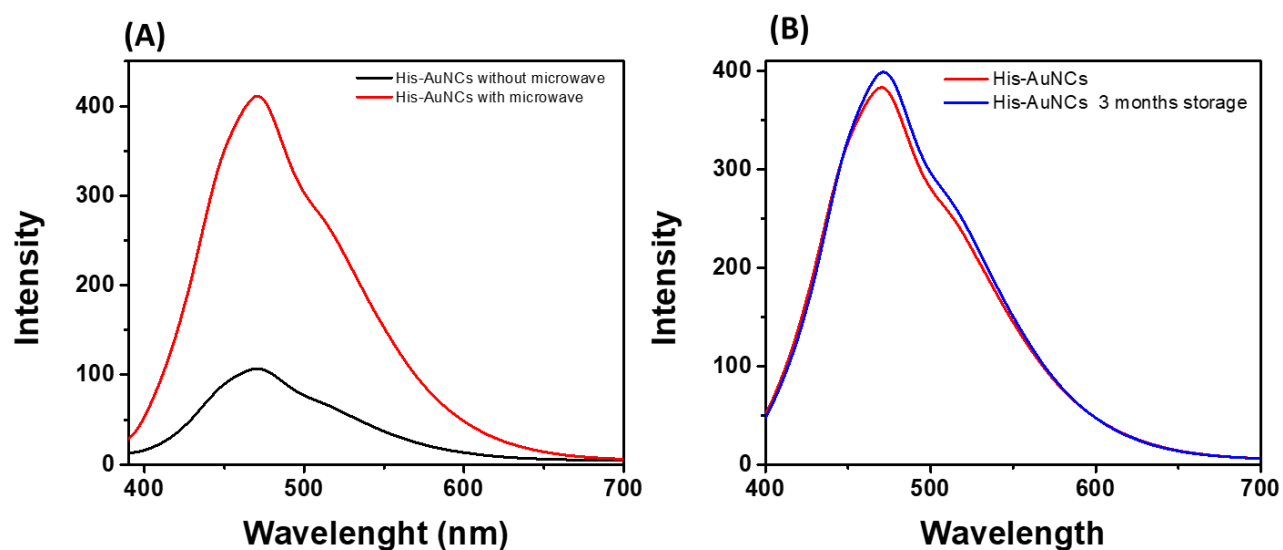 (A)
His-AuNCs without microwave
His-AuNCs with microwave
400
300
200
100
0
400
500
600
700
Intensity
Wavelenght (nm)
(B)
His-AuNCs
His-AuNCs 3 months storage
400
300
200
100
0
400
500
600
700
Intensity
Wavelength